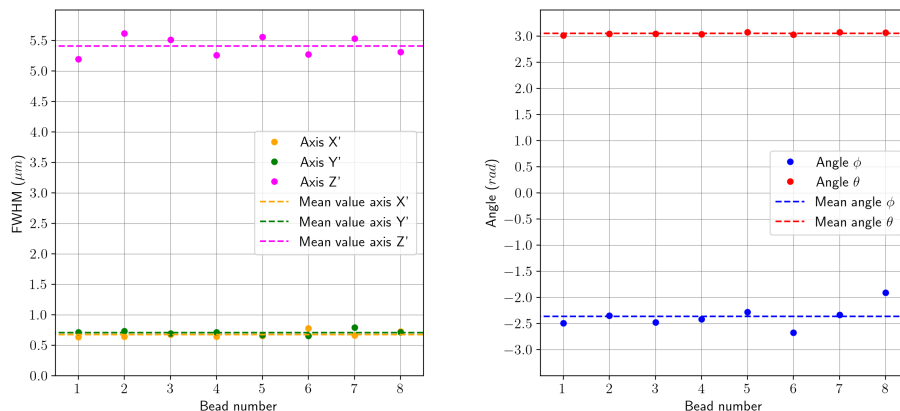 5.5
5.0
4.5
4.0
3.5
3.0
2.5
2.0
1.5
1.0
0.5
0.0
FWHM (μm)
Axis X'
Axis Y'
Axis Z'
Mean value axis X'
Mean value axis Y'
Mean value axis Z'
1 2 3 4 5 6 7 8
Bead number
3.0
2.5
2.0
1.5
1.0
0.5
0.0
−0.5
−1.0
−1.5
−2.0
−2.5
−3.0
Angle (rad)
Angle ϕ
Angle θ
Mean angle ϕ
Mean angle θ
1 2 3 4 5 6 7 8
Bead number